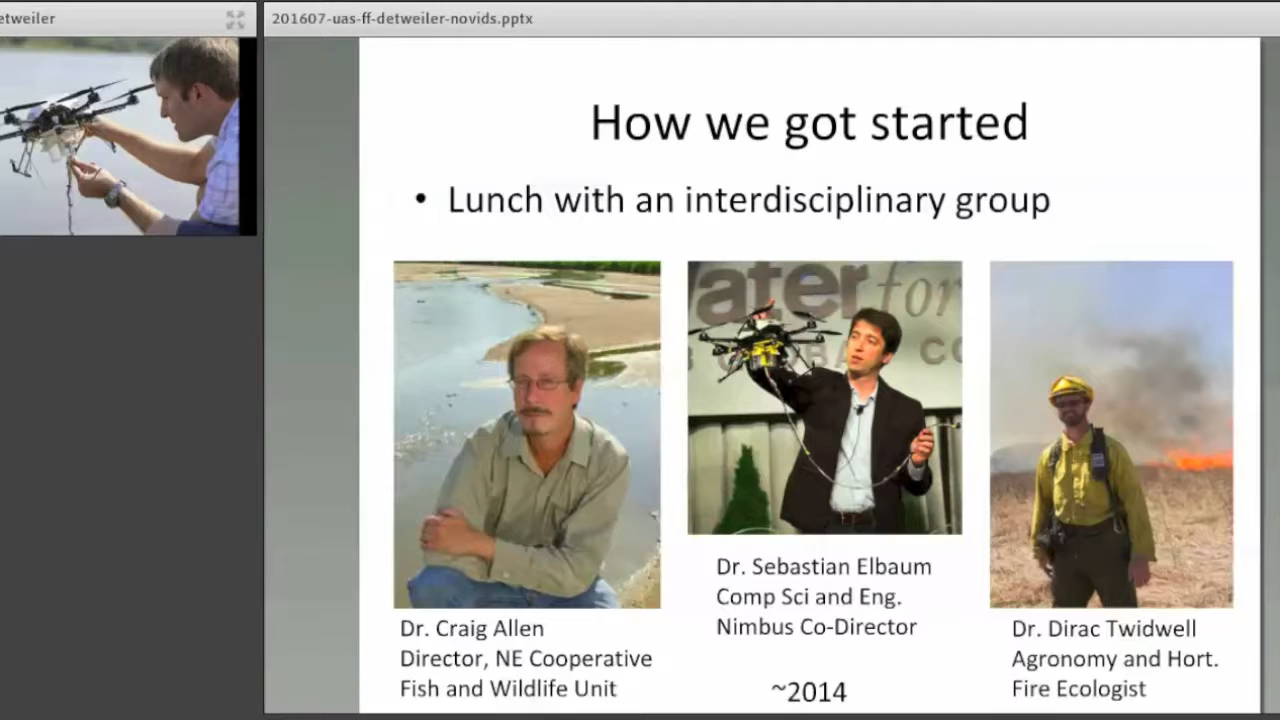 etweiler
201607-uas-ff-detweiler-novids.pptx
How we got started
• Lunch with an interdisciplinary group
ater for
Dr. Craig Allen
Director, NE Cooperative
Fish and Wildlife Unit
Dr. Sebastian Elbaum
Comp Sci and Eng.
Nimbus Co-Director
~2014
Dr. Dirac Twidwell
Agronomy and Hort.
Fire Ecologist